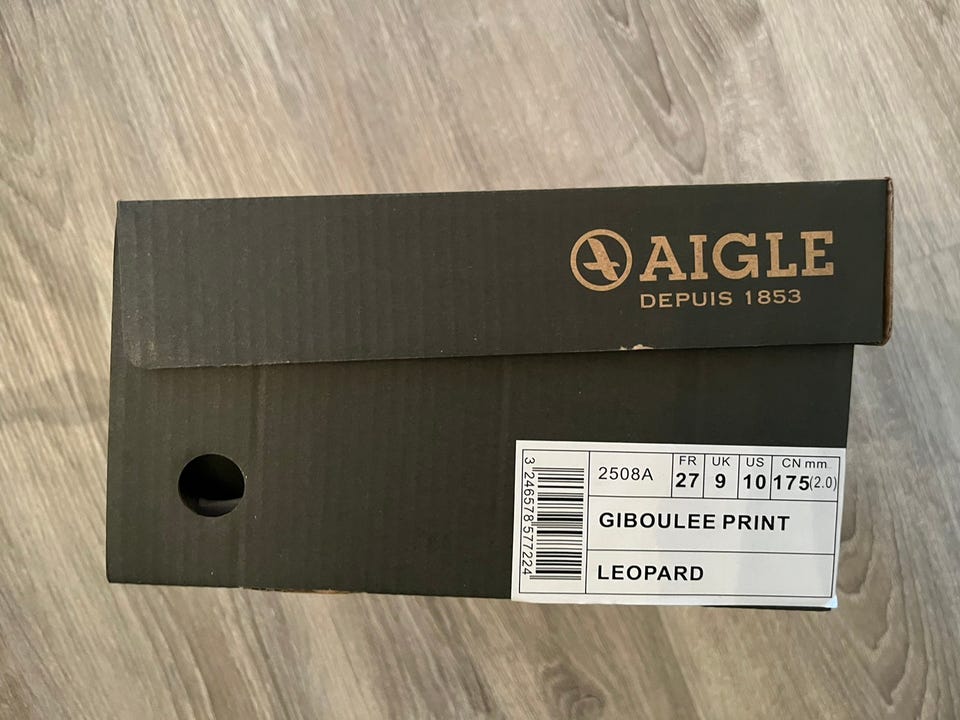 AIGLE
DEPUIS 1853
3 246578 577224
2508A
FR UK US CN mm
27 9 10 175(2.0)
GIBOULEE PRINT
LEOPARD